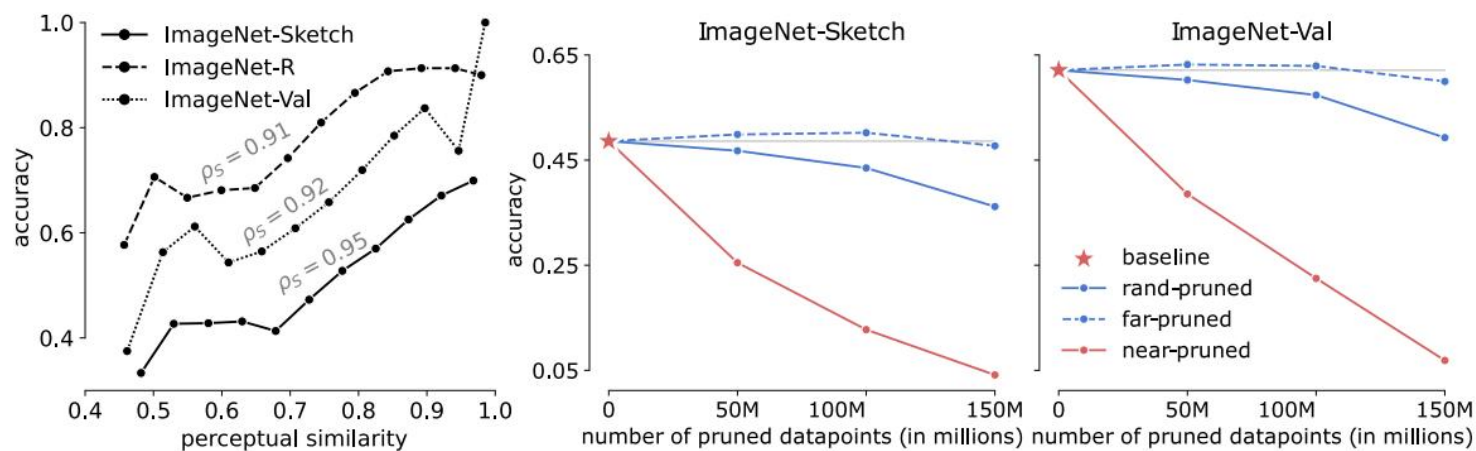 1.0
0.8
0.6
0.4
accuracy
ImageNet-Sketch
ImageNet-R
ImageNet-Val
ρS = 0.91
ρS = 0.92
ρS = 0.95
0.4 0.5 0.6 0.7 0.8 0.9 1.0
perceptual similarity
ImageNet-Sketch
0.65
0.45
0.25
0.05
accuracy
0 50M 100M 150M
number of pruned datapoints (in millions)
ImageNet-Val
baseline
rand-pruned
far-pruned
near-pruned
0 50M 100M 150M
number of pruned datapoints (in millions)